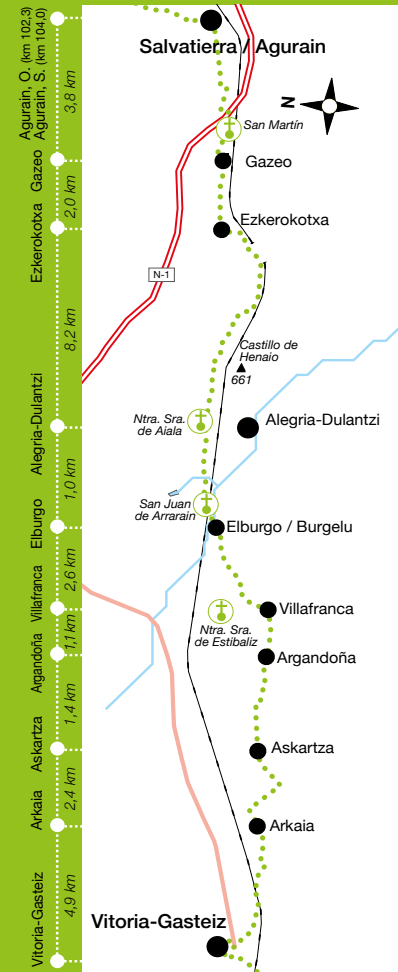 Agurain, O. (km 102,3)
Agurain, S. (km 104,0)
3,8 km
Gazeo
2,0 km
Ezkerokotxa
8,2 km
Alegria-Dulantzi
1,0 km
Elburgo
2,6 km
Villafranca
1,1 km
Argandoña
1,4 km
Askartza
2,4 km
Arkaia
4,9 km
Vitoria-Gasteiz
Salvatierra / Agurain
N
San Martín
Gazeo
Ezkerokotxa
N-1
Castillo de
Henaio
661
Ntra. Sra.
de Aiala
Alegria-Dulantzi
San Juan
de Arrarain
Elburgo / Burgelu
Villafranca
Ntra. Sra.
de Estibaliz
Argandoña
Askartza
Arkaia
Vitoria-Gasteiz